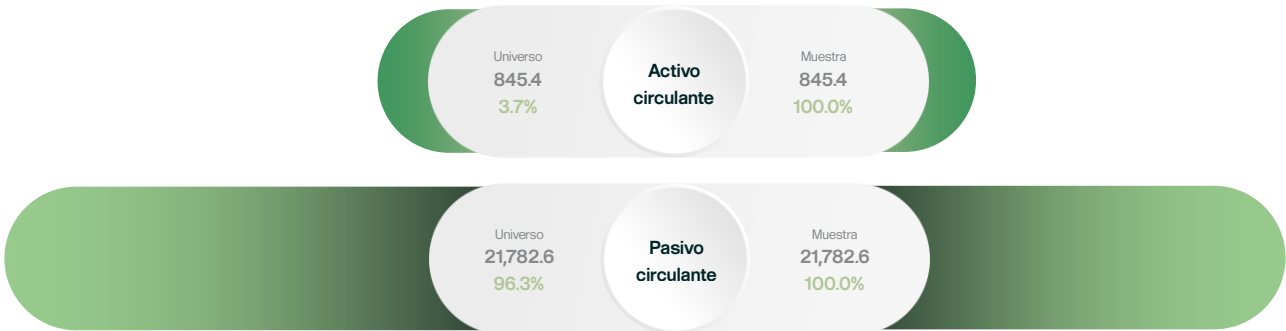 Universo
845.4
3.7%
Activo
circulante
Muestra
845.4
100.0%
Universo
21,782.6
96.3%
Pasivo
circulante
Muestra
21,782.6
100.0%